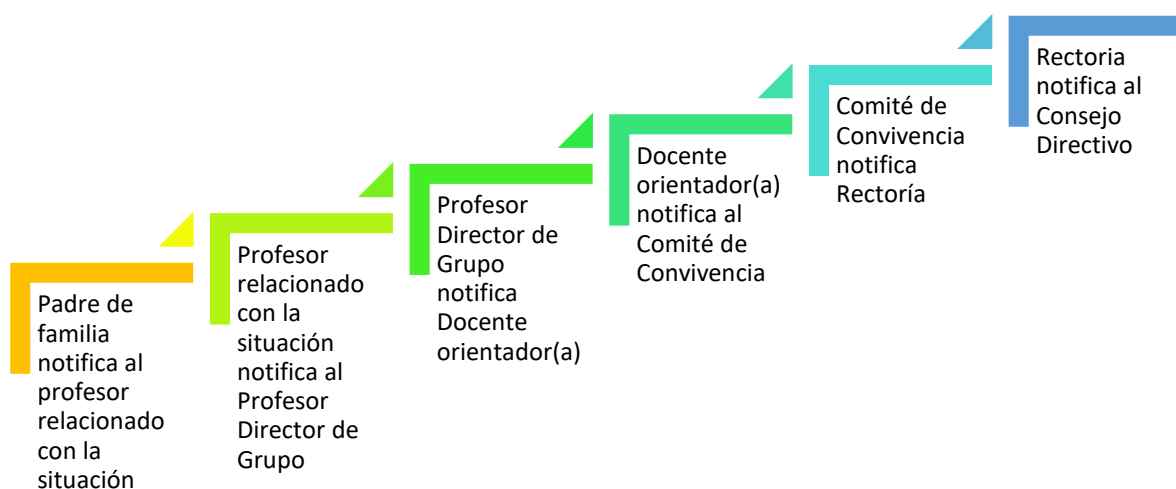 Padre de
familia
notifica al
profesor
relacionado
con la
situación
Profesor
relacionado
con la
situación
notifica al
Profesor
Director de
Grupo
Profesor
Director de
Grupo
notifica
Docente
orientador(a)
Docente
orientador(a)
notifica al
Comité de
Convivencia
Comité de
Convivencia
notifica
Rectoría
Rectoria
notifica al
Consejo
Directivo